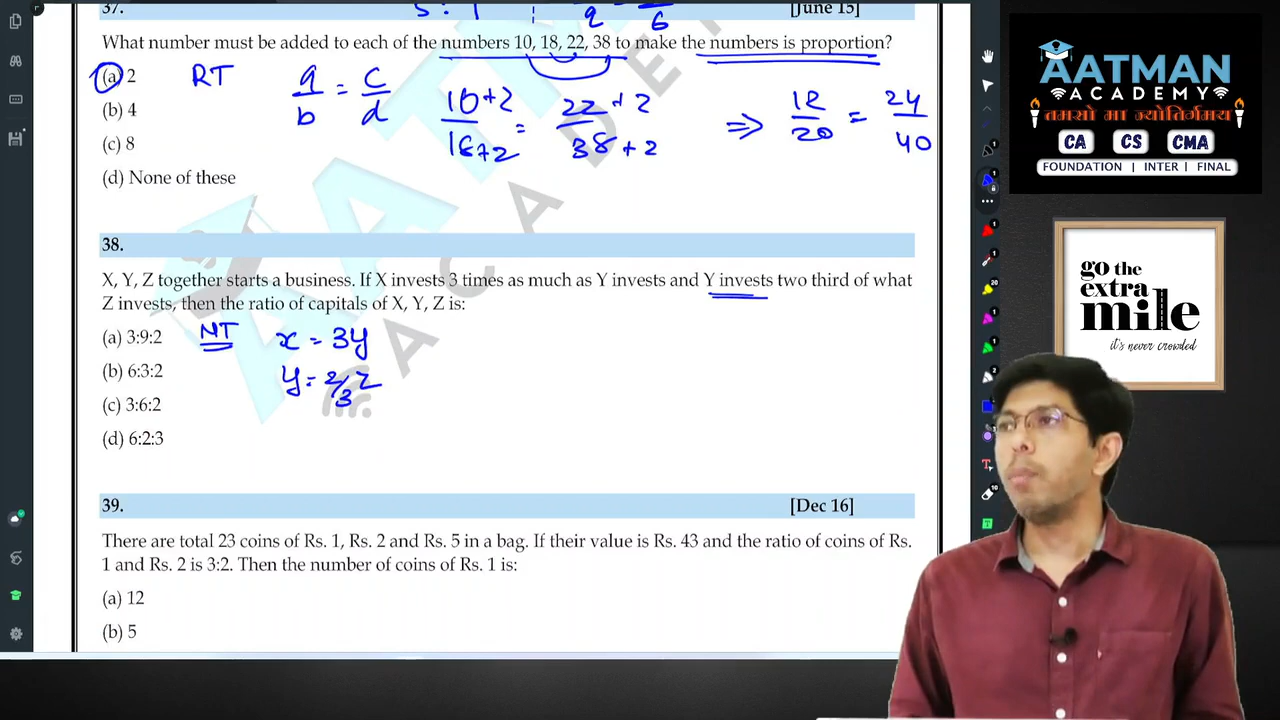 37.
[June 15]
5 : 1
9
6
What number must be added to each of the numbers 10, 18, 22, 38 to make the numbers is proportion?
(a) 2
RT
a/b = c/d
10+2/18+2 = 22+2/38+2
⇒ 12/20 = 24/40
(b) 4
(c) 8
(d) None of these
38.
X, Y, Z together starts a business. If X invests 3 times as much as Y invests and Y invests two third of what
Z invests, then the ratio of capitals of X, Y, Z is:
(a) 3:9:2
NT
x = 3y
(b) 6:3:2
y = 2/3 z
(c) 3:6:2
(d) 6:2:3
39.
[Dec 16]
There are total 23 coins of Rs. 1, Rs. 2 and Rs. 5 in a bag. If their value is Rs. 43 and the ratio of coins of Rs.
1 and Rs. 2 is 3:2. Then the number of coins of Rs. 1 is:
(a) 12
(b) 5
AATMAN
ACADEMY
तमसो मा ज्योतिर्गमय
CA
CS
CMA
FOUNDATION | INTER | FINAL
go the
extra
mile
it's never crowded